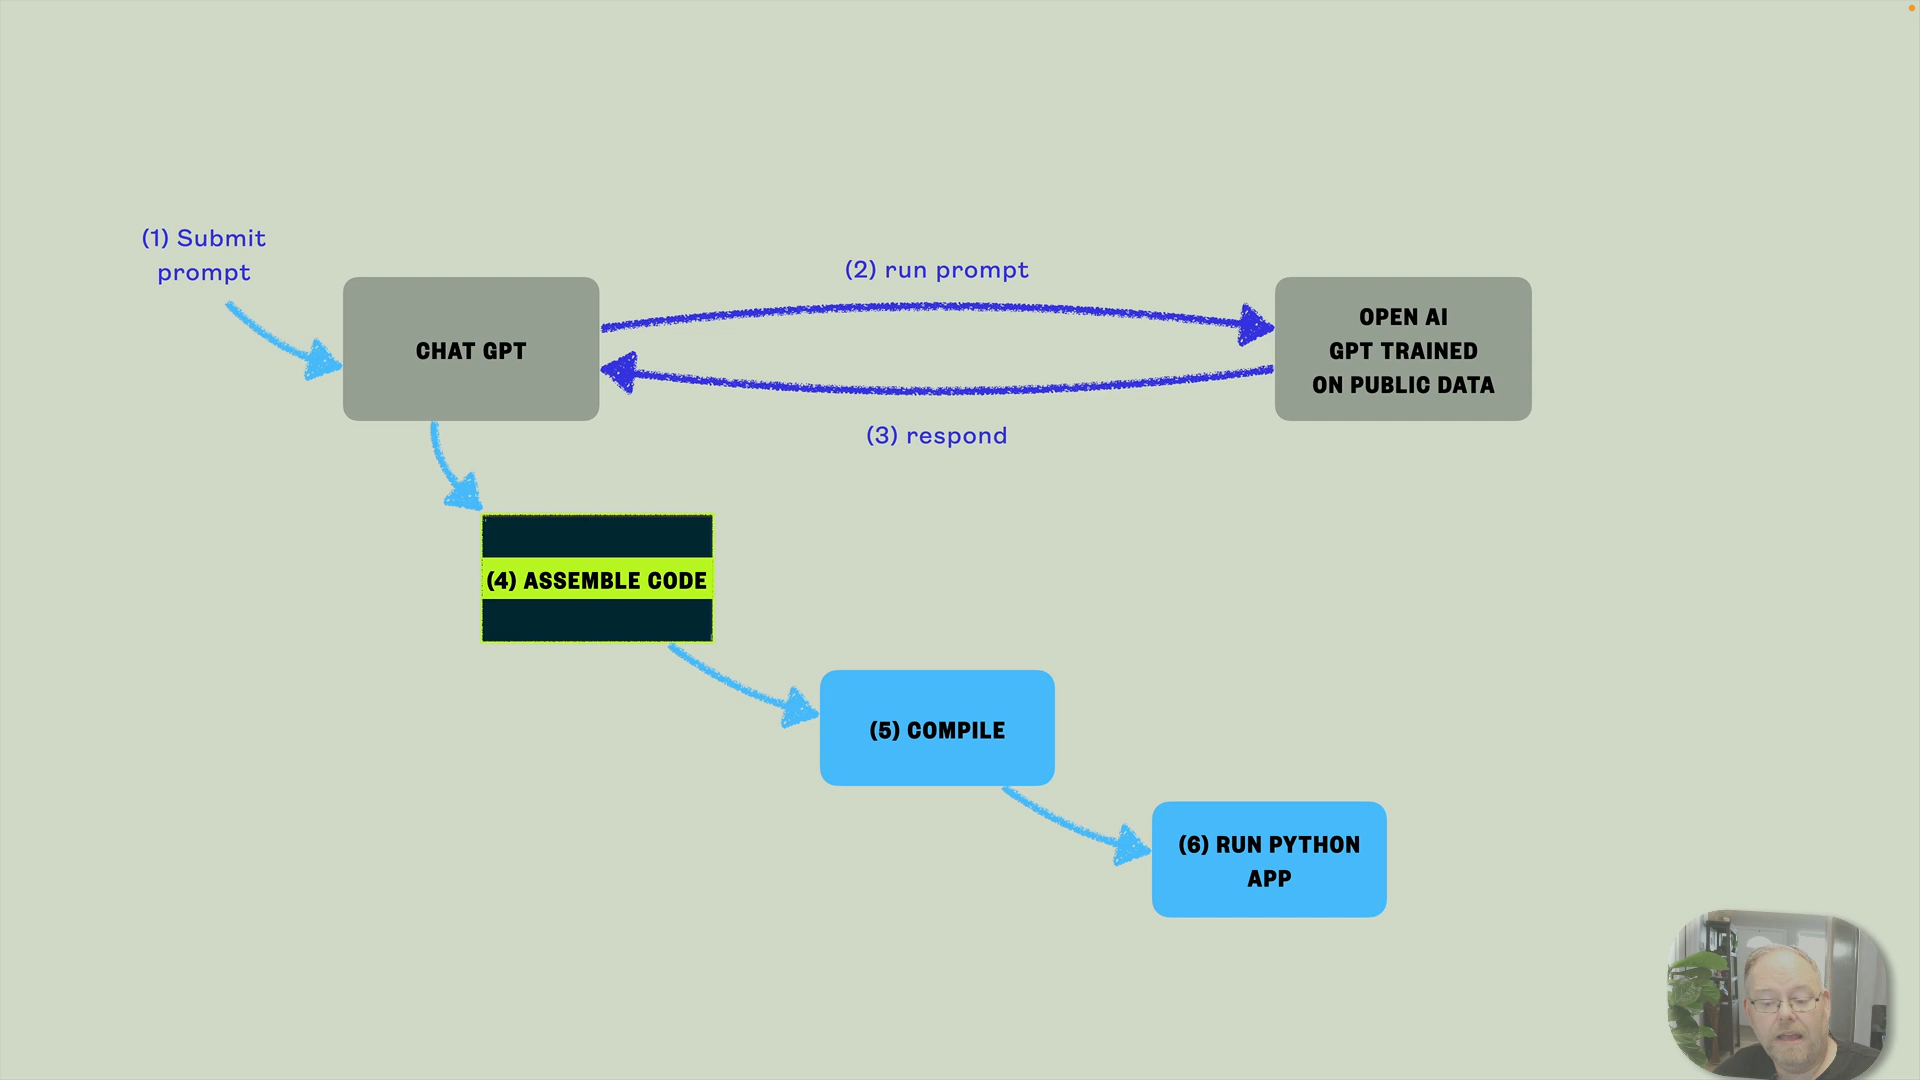 (1) Submit
prompt
CHAT GPT
(2) run prompt
(3) respond
OPEN AI
GPT TRAINED
ON PUBLIC DATA
(4) ASSEMBLE CODE
(5) COMPILE
(6) RUN PYTHON
APP